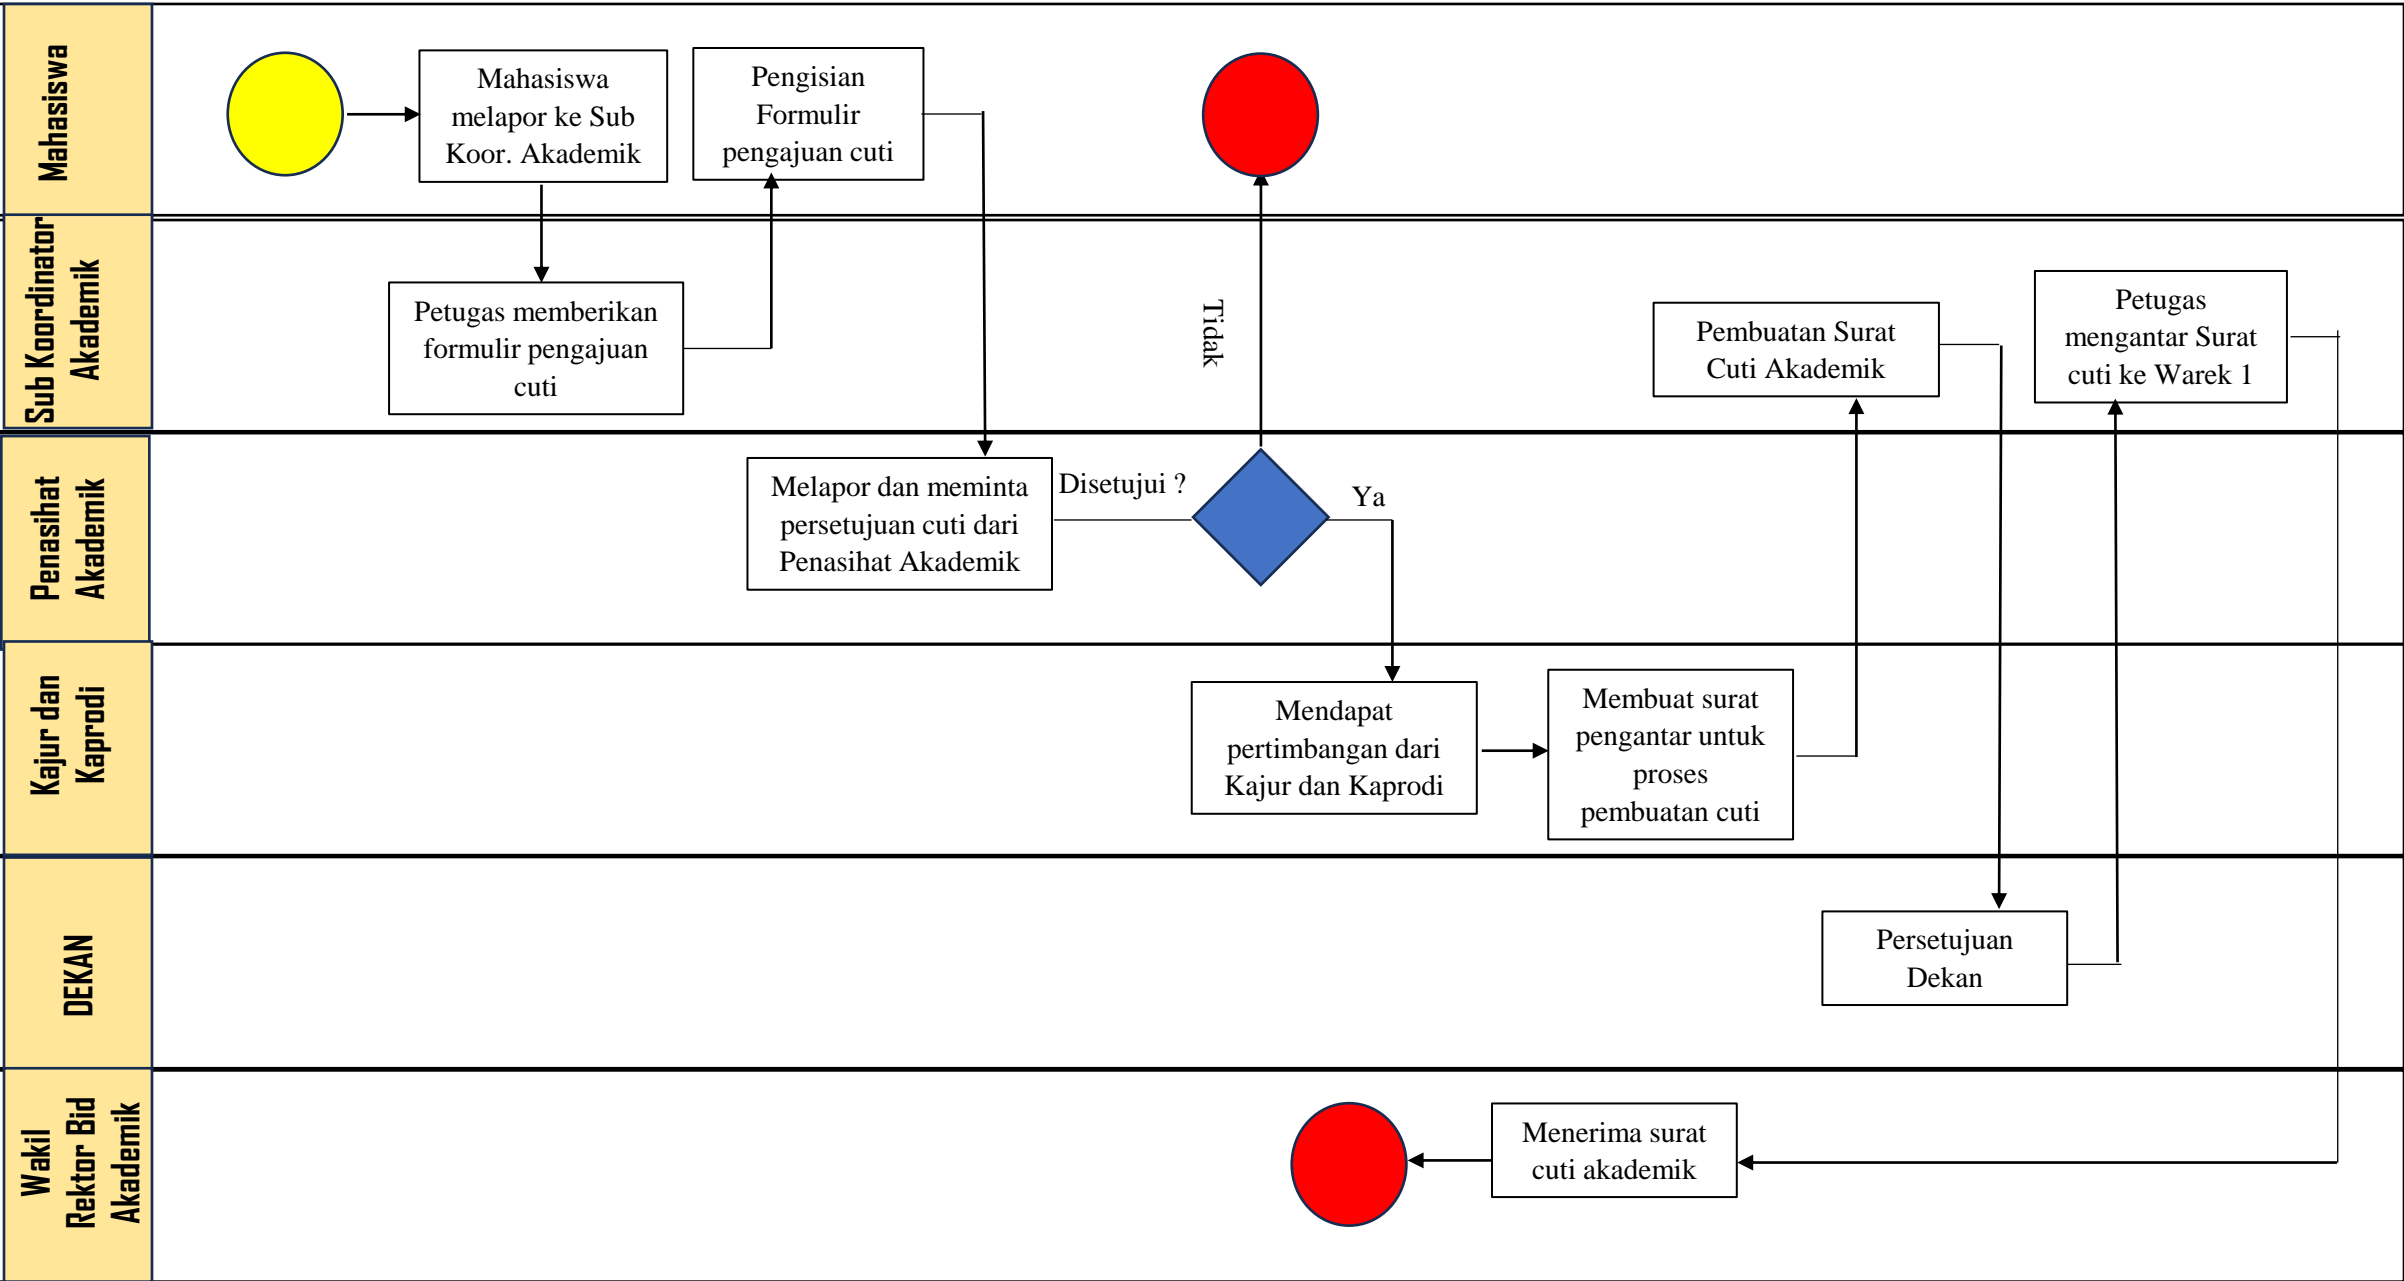 Mahasiswa
Mahasiswa
melapor ke Sub
Koor. Akademik
Pengisian
Formulir
pengajuan cuti
Sub Koordinator
Akademik
Petugas memberikan
formulir pengajuan
cuti
Tidak
Pembuatan Surat
Cuti Akademik
Petugas
mengantar Surat
cuti ke Warek 1
Penasihat
Akademik
Melapor dan meminta
persetujuan cuti dari
Penasihat Akademik
Disetujui ?
Ya
Kajur dan
Kaprodi
Mendapat
pertimbangan dari
Kajur dan Kaprodi
Membuat surat
pengantar untuk
proses
pembuatan cuti
DEKAN
Persetujuan
Dekan
Wakil
Rektor Bid
Akademik
Menerima surat
cuti akademik